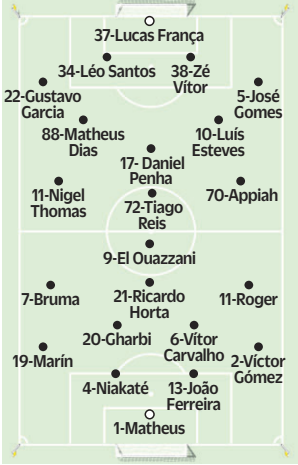 37-Lucas França
34-Léo Santos
38-Zé
Vítor
22-Gustavo
Garcia
5-José
Gomes
88-Matheus
Dias
10-Luís
Esteves
17- Daniel
Penha
11-Nigel
Thomas
70-Appiah
72-Tiago
Reis
9-El Ouazzani
7-Bruma
21-Ricardo
Horta
11-Roger
20-Gharbi
6-Vítor
Carvalho
19-Marín
2-Víctor
Gómez
4-Niakaté
13-João
Ferreira
1-Matheus